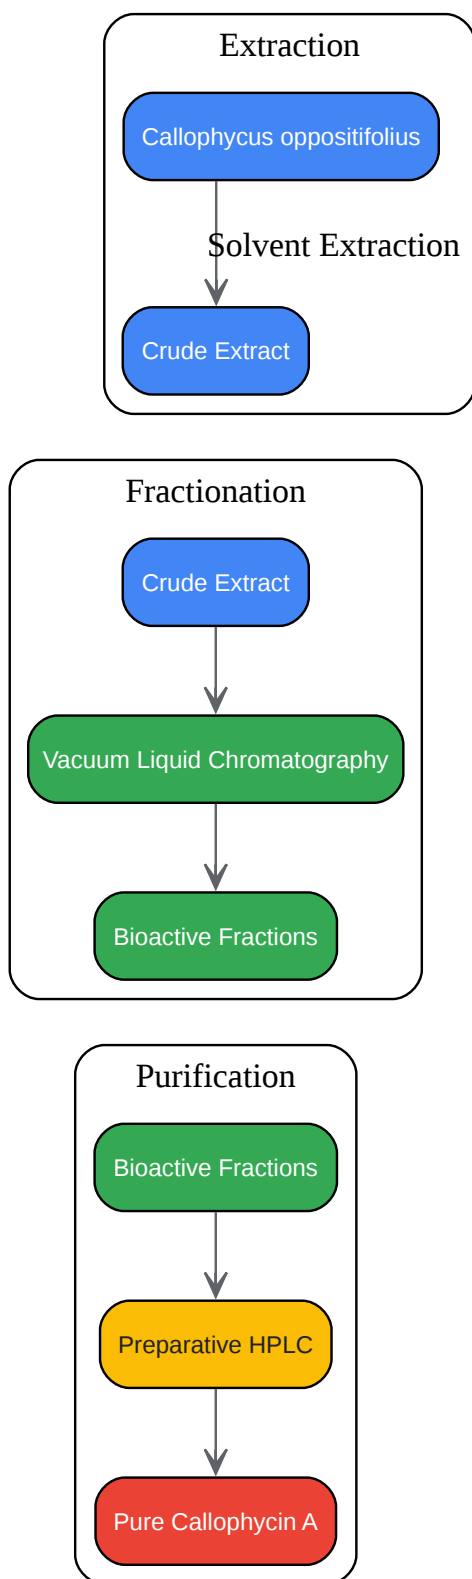 Extraction
Callophycus oppositifolius
Solvent Extraction
Crude Extract
Fractionation
Crude Extract
Vacuum Liquid Chromatography
Bioactive Fractions
Purification
Bioactive Fractions
Preparative HPLC
Pure Callophycin A